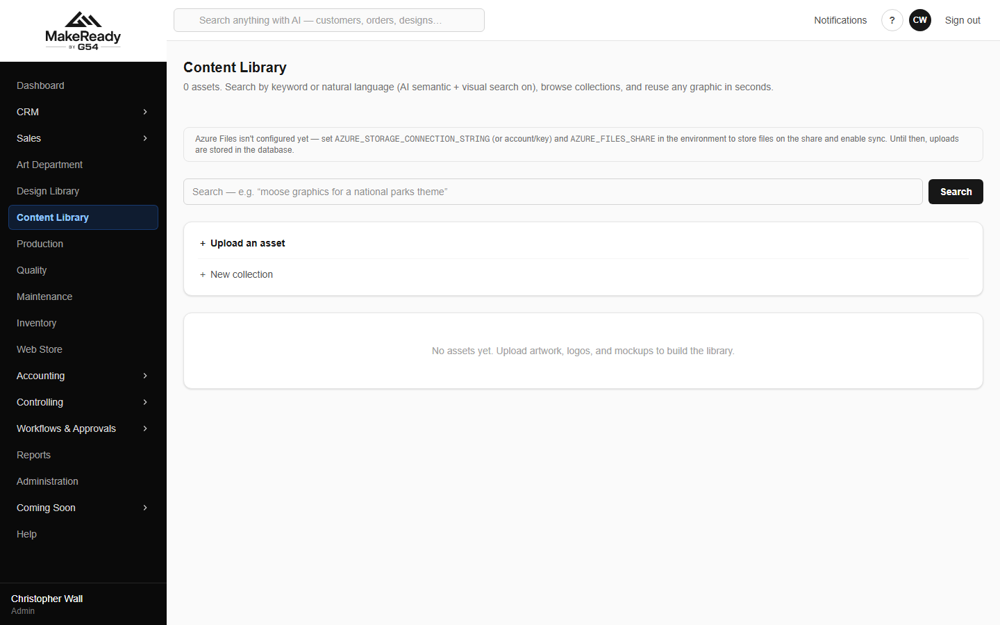 MakeReady
BY G54
Search anything with AI — customers, orders, designs…
Notifications
?
CW
Sign out
Dashboard
CRM
Sales
Art Department
Design Library
Content Library
Production
Quality
Maintenance
Inventory
Web Store
Accounting
Controlling
Workflows & Approvals
Reports
Administration
Coming Soon
Help
Christopher Wall
Admin
Content Library
0 assets. Search by keyword or natural language (AI semantic + visual search on), browse collections, and reuse any graphic in seconds.
Azure Files isn't configured yet — set AZURE_STORAGE_CONNECTION_STRING (or account/key) and AZURE_FILES_SHARE in the environment to store files on the share and enable sync. Until then, uploads
are stored in the database.
Search — e.g. “moose graphics for a national parks theme”
Search
+ Upload an asset
+ New collection
No assets yet. Upload artwork, logos, and mockups to build the library.